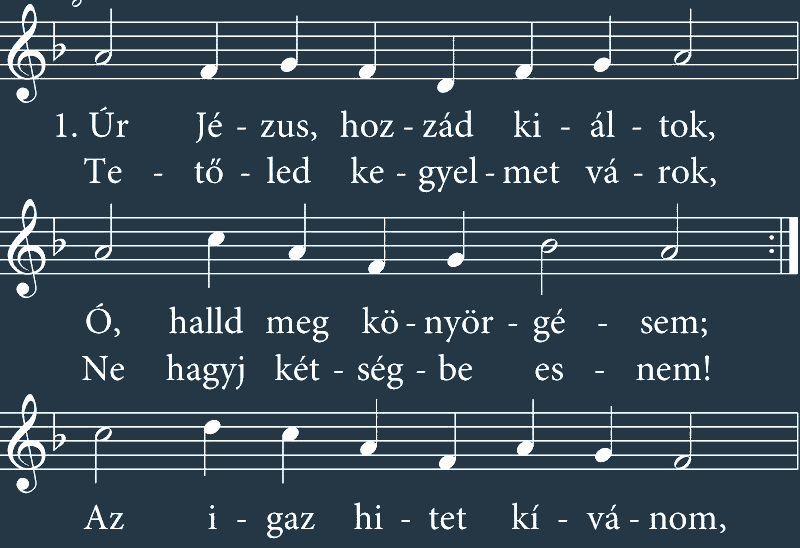 1. Úr Jé - zus, hoz - zád ki - ál - tok,
Te - tő - led ke - gyel - met vá - rok,
Ó, halld meg kö - nyör - gé - sem;
Ne hagyj két - ség - be es - nem!
Az i - gaz hi - tet kí - vá - nom,